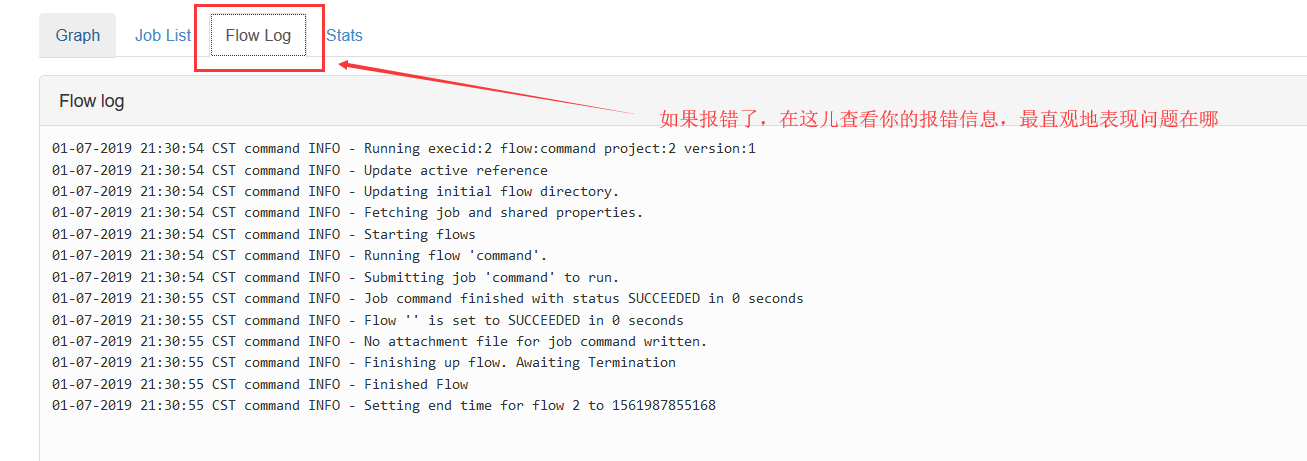 Graph Job List Flow Log Stats
Flow log
如果报错了，在这儿查看你的报错信息，最直观地表现问题在哪
01-07-2019 21:30:54 CST command INFO - Running execid:2 flow:command project:2 version:1
01-07-2019 21:30:54 CST command INFO - Update active reference
01-07-2019 21:30:54 CST command INFO - Updating initial flow directory.
01-07-2019 21:30:54 CST command INFO - Fetching job and shared properties.
01-07-2019 21:30:54 CST command INFO - Starting flows
01-07-2019 21:30:54 CST command INFO - Running flow 'command'.
01-07-2019 21:30:54 CST command INFO - Submitting job 'command' to run.
01-07-2019 21:30:55 CST command INFO - Job command finished with status SUCCEEDED in 0 seconds
01-07-2019 21:30:55 CST command INFO - Flow '' is set to SUCCEEDED in 0 seconds
01-07-2019 21:30:55 CST command INFO - No attachment file for job command written.
01-07-2019 21:30:55 CST command INFO - Finishing up flow. Awaiting Termination
01-07-2019 21:30:55 CST command INFO - Finished Flow
01-07-2019 21:30:55 CST command INFO - Setting end time for flow 2 to 1561987855168